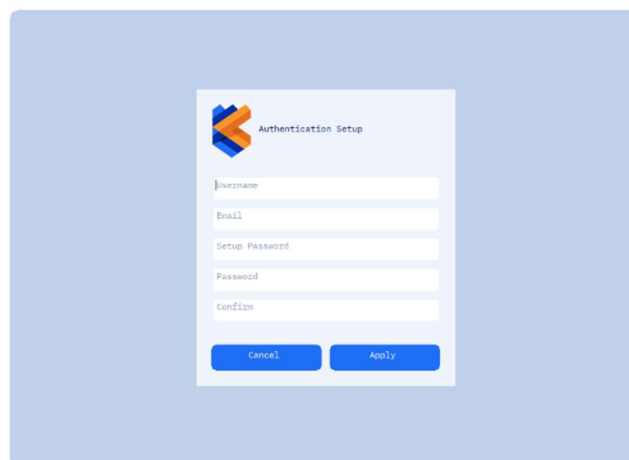 Authentication Setup
Username
Email
Setup Password
Password
Confirm
Cancel Apply